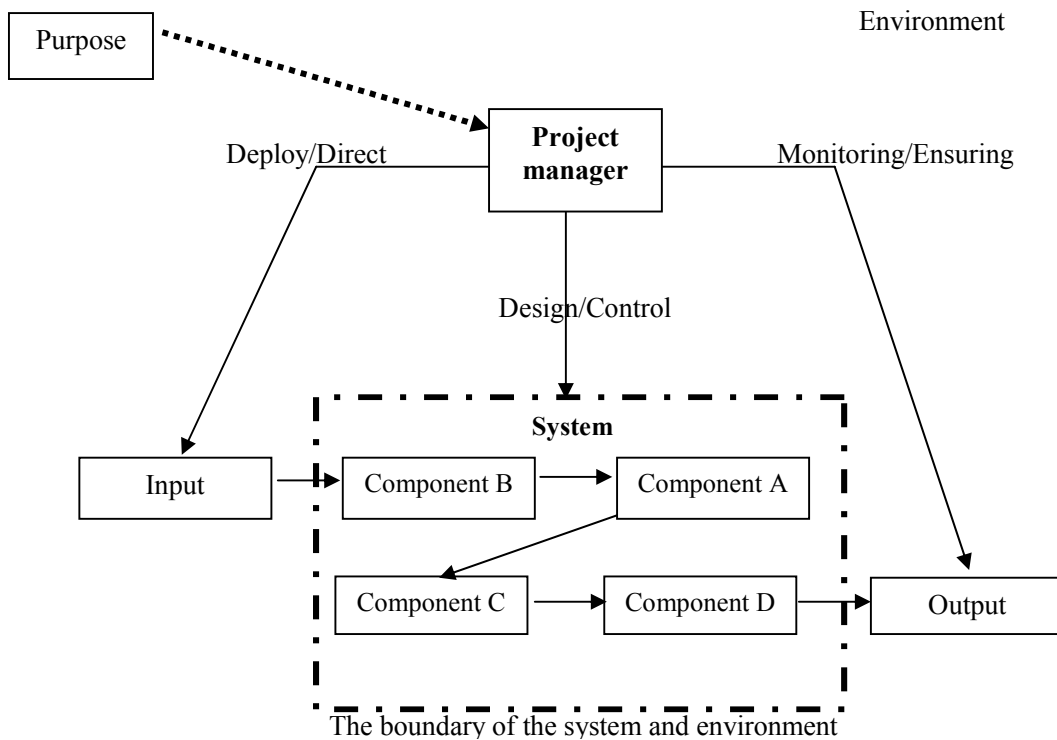 Environment
Purpose
Project
manager
Deploy/Direct
Monitoring/Ensuring
Design/Control
System
Input
Component B
Component A
Component C
Component D
Output
The boundary of the system and environment